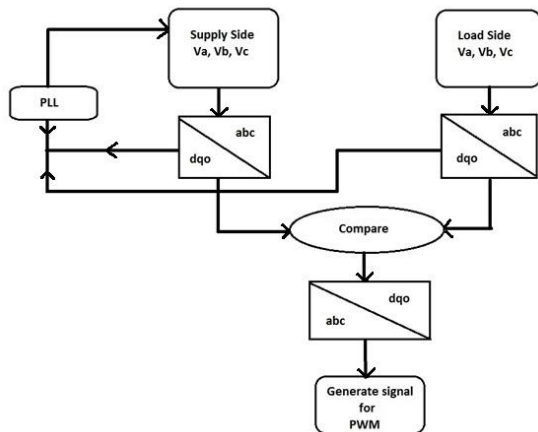 Supply Side
Va, Vb, Vc
Load Side
Va, Vb, Vc
PLL
abc
dqo
abc
dqo
Compare
dqo
abc
Generate signal
for
PWM